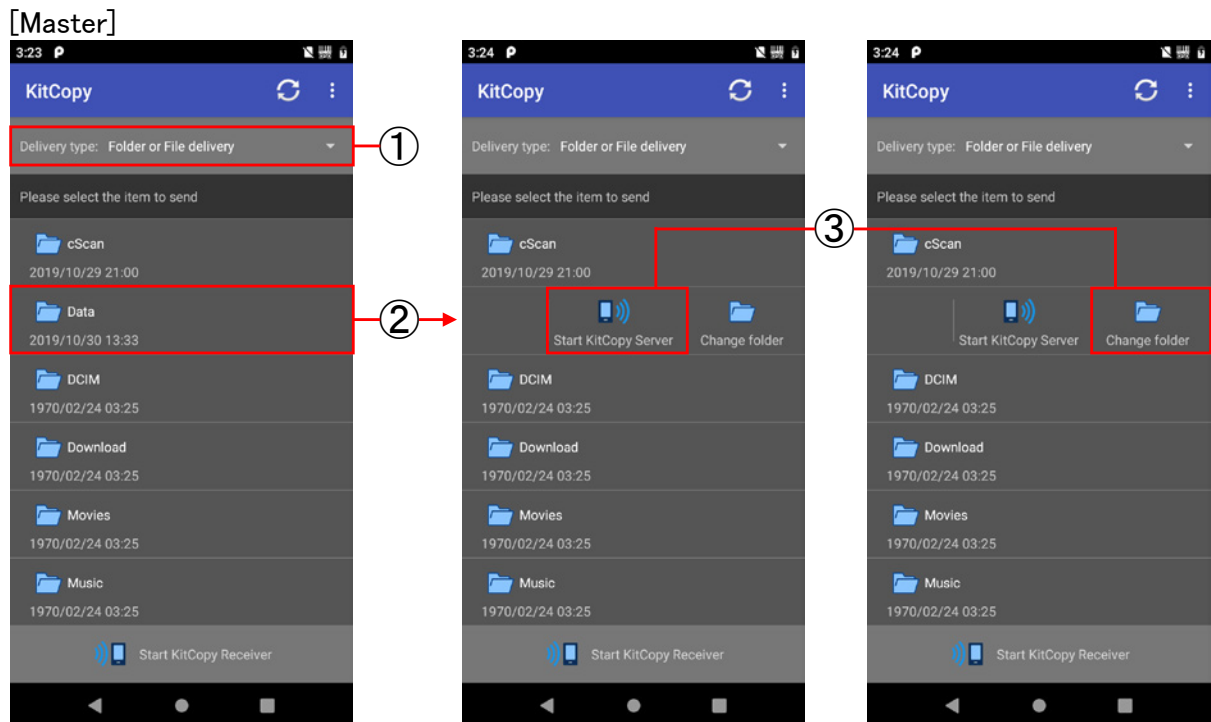 [Master]
3:23
KitCopy
Delivery type: Folder or File delivery
①
Please select the item to send
cScan
2019/10/29 21:00
Data
2019/10/30 13:33
②
DCIM
1970/02/24 03:25
Download
1970/02/24 03:25
Movies
1970/02/24 03:25
Music
1970/02/24 03:25
Start KitCopy Receiver
3:24
KitCopy
Delivery type: Folder or File delivery
Please select the item to send
③
cScan
2019/10/29 21:00
Start KitCopy Server Change folder
DCIM
1970/02/24 03:25
Download
1970/02/24 03:25
Movies
1970/02/24 03:25
Music
1970/02/24 03:25
Start KitCopy Receiver
3:24
KitCopy
Delivery type: Folder or File delivery
Please select the item to send
cScan
2019/10/29 21:00
Start KitCopy Server Change folder
DCIM
1970/02/24 03:25
Download
1970/02/24 03:25
Movies
1970/02/24 03:25
Music
1970/02/24 03:25
Start KitCopy Receiver